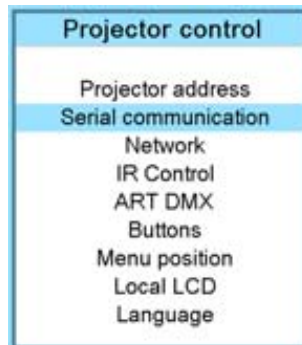 Projector control
Projector address
Serial communication
Network
IR Control
ART DMX
Buttons
Menu position
Local LCD
Language